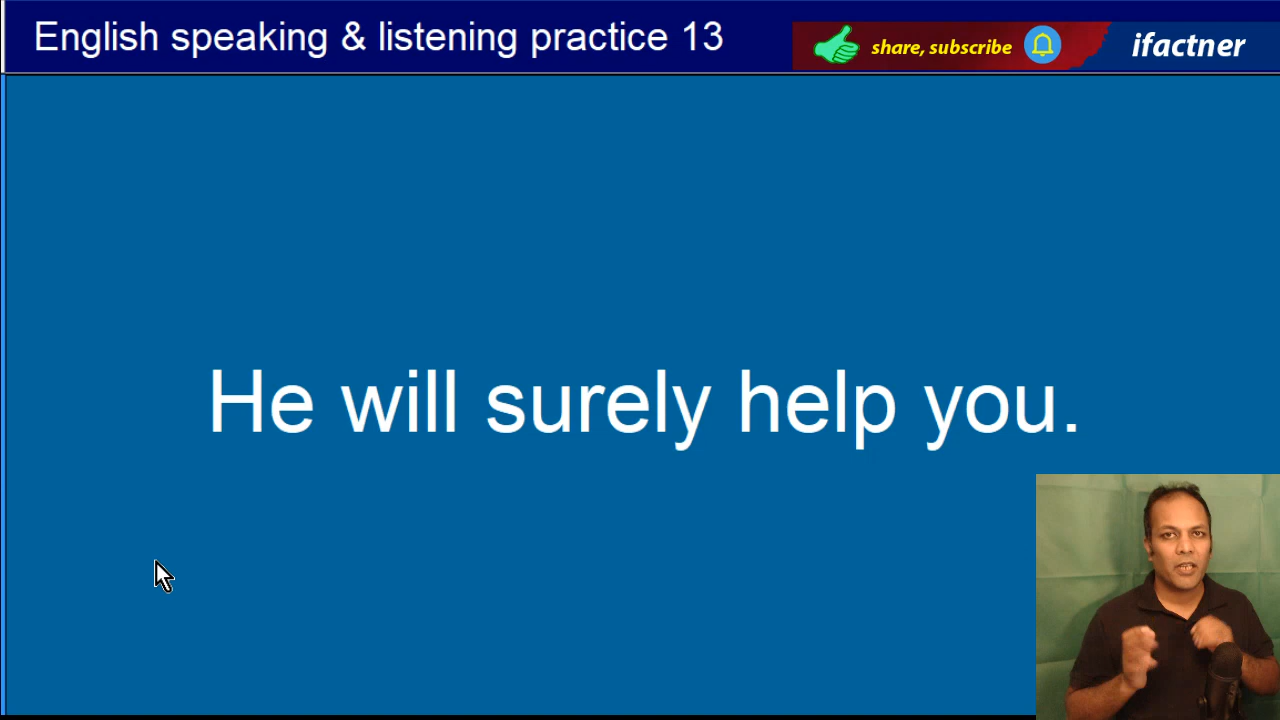 English speaking & listening practice 13
share, subscribe
ifactner
He will surely help you.